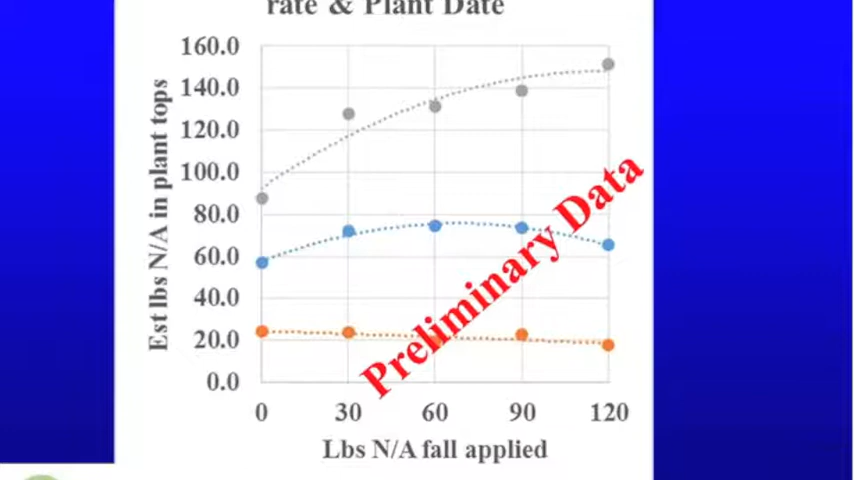 rate & Plant Date
160.0
140.0
120.0
100.0
80.0
60.0
40.0
20.0
0.0
Est lbs N/A in plant tops
Preliminary Data
0 30 60 90 120
Lbs N/A fall applied